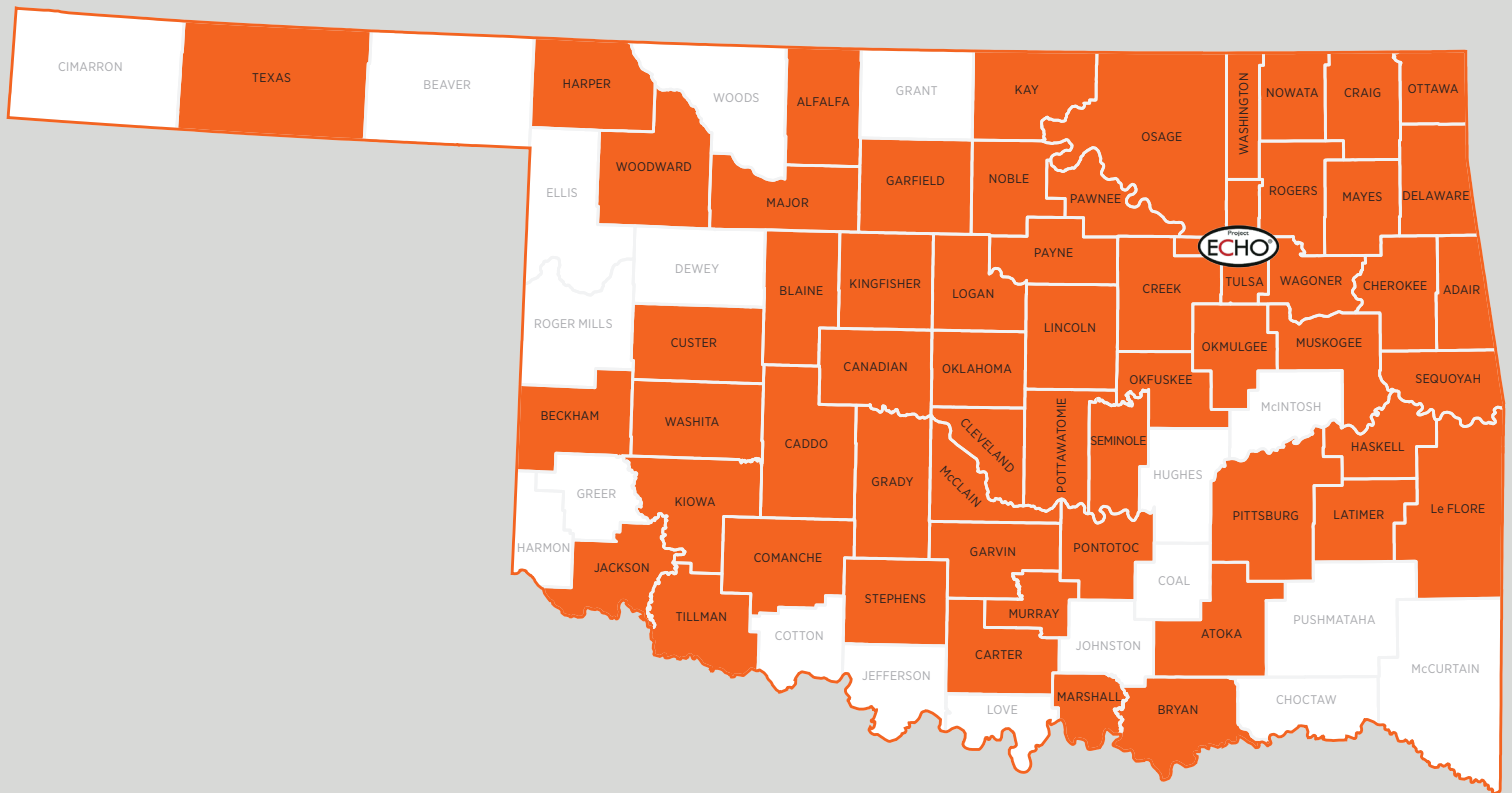 CIMARRON
TEXAS
BEAVER
HARPER
WOODS
ALFALFA
GRANT
KAY
OSAGE
WASHINGTON
NOWATA
CRAIG
OTTAWA
ELLIS
WOODWARD
MAJOR
GARFIELD
NOBLE
PAWNEE
ROGERS
MAYES
DELAWARE
Project
ECHO®
DEWEY
BLAINE
KINGFISHER
LOGAN
PAYNE
CREEK
TULSA
WAGONER
CHEROKEE
ADAIR
ROGER MILLS
CUSTER
CANADIAN
OKLAHOMA
LINCOLN
OKMULGEE
MUSKOGEE
OKFUSKEE
SEQUOYAH
BECKHAM
WASHITA
CADDO
CLEVELAND
POTTAWATOMIE
SEMINOLE
McINTOSH
HASKELL
HUGHES
GREER
KIOWA
GRADY
McCLAIN
PITTSBURG
LATIMER
Le FLORE
HARMON
JACKSON
COMANCHE
GARVIN
PONTOTOC
COAL
TILLMAN
STEPHENS
MURRAY
ATOKA
PUSHMATAHA
COTTON
JOHNSTON
CARTER
McCURTAIN
JEFFERSON
LOVE
MARSHALL
BRYAN
CHOCTAW